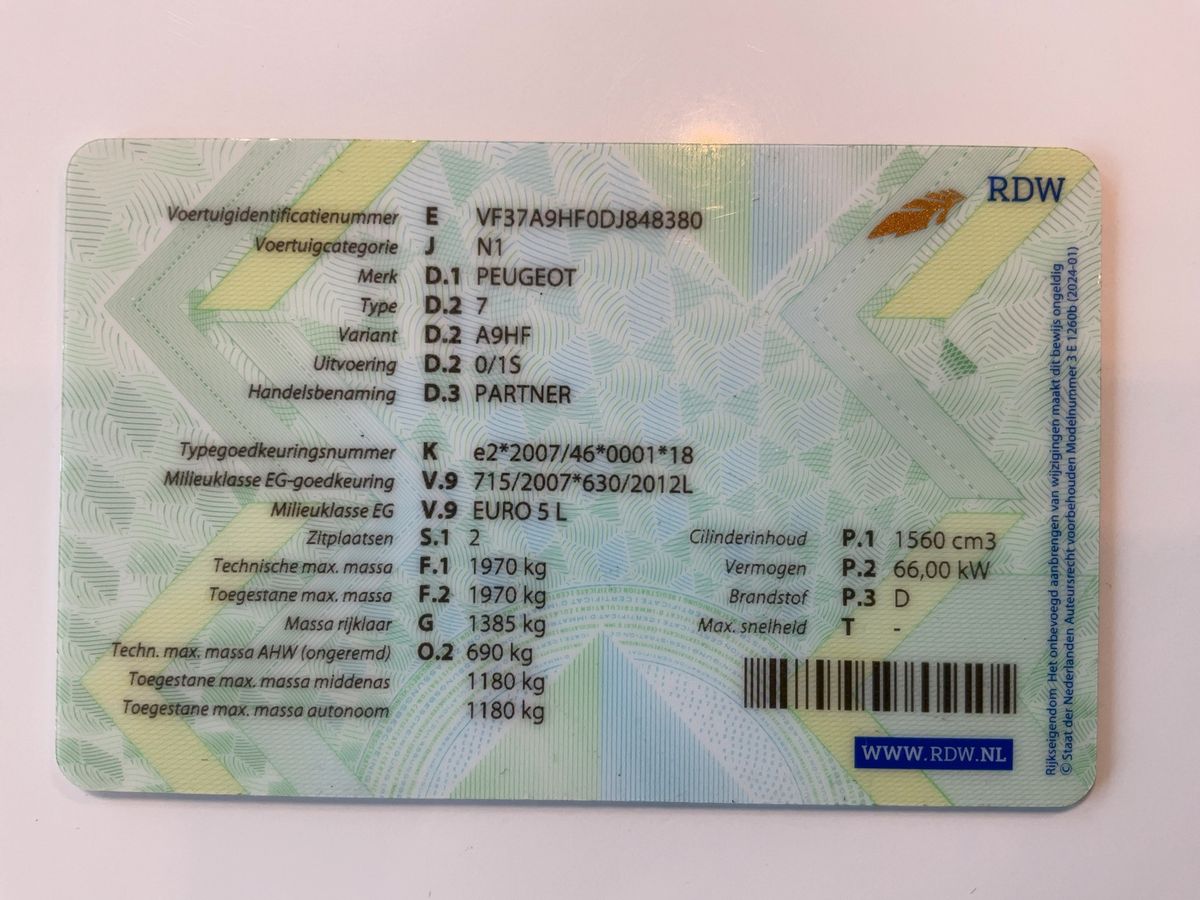 RDW
Voertuigidentificatienummer E VF37A9HF0DJ848380
Voertuigcategorie J N1
Merk D.1 PEUGEOT
Type D.2 7
Variant D.2 A9HF
Uitvoering D.2 0/1S
Handelsbenaming D.3 PARTNER
Typegoedkeuringsnummer K e2*2007/46*0001*18
Milieuklasse EG-goedkeuring V.9 715/2007*630/2012L
Milieuklasse EG V.9 EURO 5 L
Zitplaatsen S.1 2
Technische max. massa F.1 1970 kg
Toegestane max. massa F.2 1970 kg
Massa rijklaar G 1385 kg
Techn. max. massa AHW (ongeremd) O.2 690 kg
Toegestane max. massa middenas 1180 kg
Toegestane max. massa autonoom 1180 kg
Cilinderinhoud P.1 1560 cm3
Vermogen P.2 66,00 kW
Brandstof P.3 D
Max. snelheid T -
WWW.RDW.NL
Rijkseigendom. Het onbevoegd aanbrengen van wijzigingen maakt dit bewijs ongeldig
© Staat der Nederlanden Auteursrecht voorbehouden Modelnummer 3 E 1260b (2024-01)